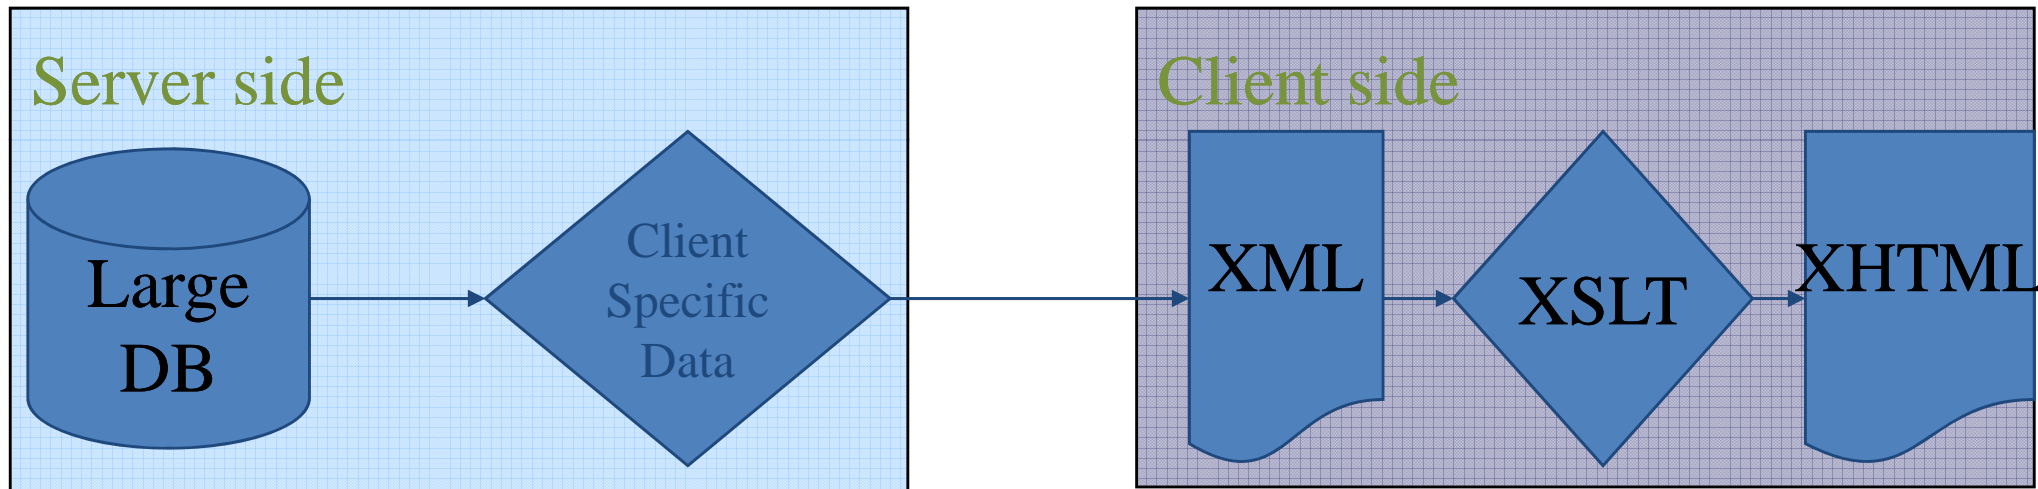 Server side
Large
DB
Client
Specific
Data
Client side
XML
XSLT
XHTML